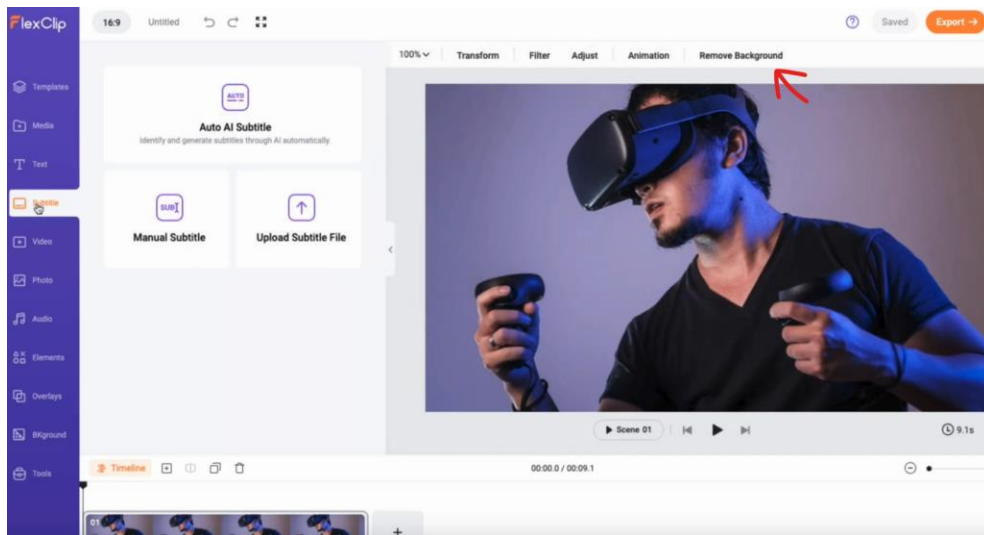 FlexClip
16:9 Untitled
Saved
Export →
100% Transform Filter Adjust Animation Remove Background
Templates
Media
Text
Subtitle
Video
Photo
Audio
Elements
Overlays
BKground
Tools
AUTO
Auto AI Subtitle
Identify and generate subtitles through AI automatically.
SUB
Manual Subtitle
Upload Subtitle File
Scene 01
9.1s
Timeline
00:00.0 / 00:09.1
01